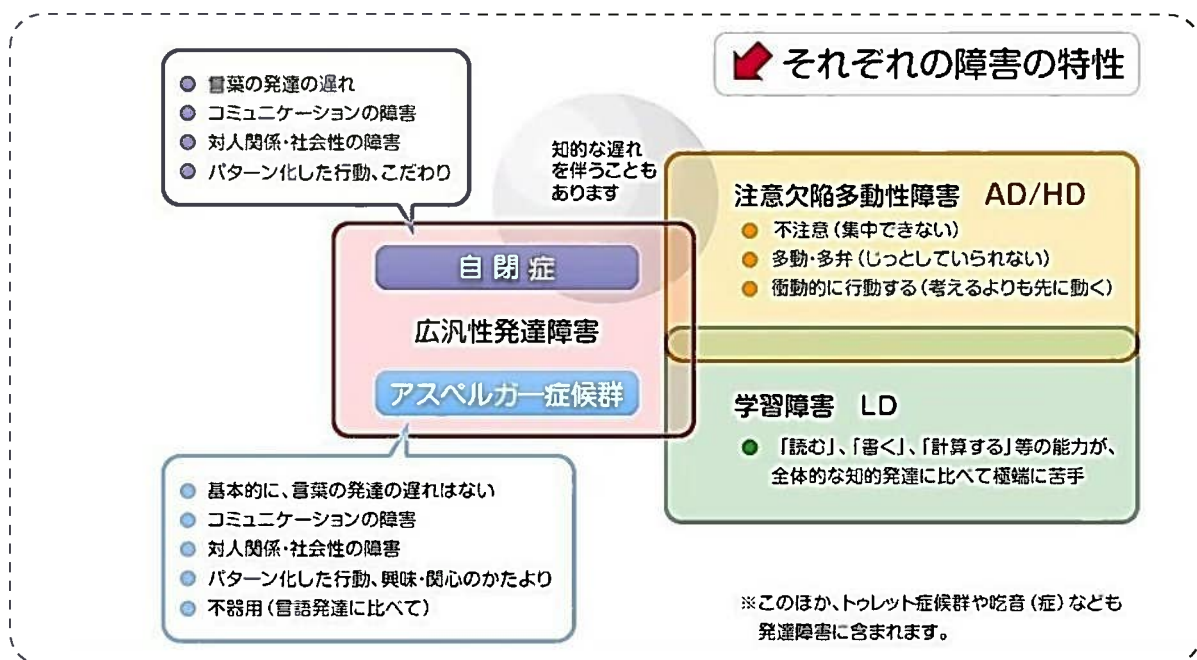 それぞれの障害の特性
言葉の発達の遅れ
コミュニケーションの障害
対人関係・社会性の障害
パターン化した行動、こだわり
知的な遅れ
を伴うことも
あります
自閉症
広汎性発達障害
アスペルガー症候群
基本的に、言葉の発達の遅れはない
コミュニケーションの障害
対人関係・社会性の障害
パターン化した行動、興味・関心のかたより
不器用（言語発達に比べて）
注意欠陥多動性障害 AD/HD
不注意（集中できない）
多動・多弁（じっとしていられない）
衝動的に行動する（考えるよりも先に動く）
学習障害 LD
「読む」、「書く」、「計算する」等の能力が、
全体的な知的発達に比べて極端に苦手
※このほか、トゥレット症候群や吃音（症）なども
発達障害に含まれます。